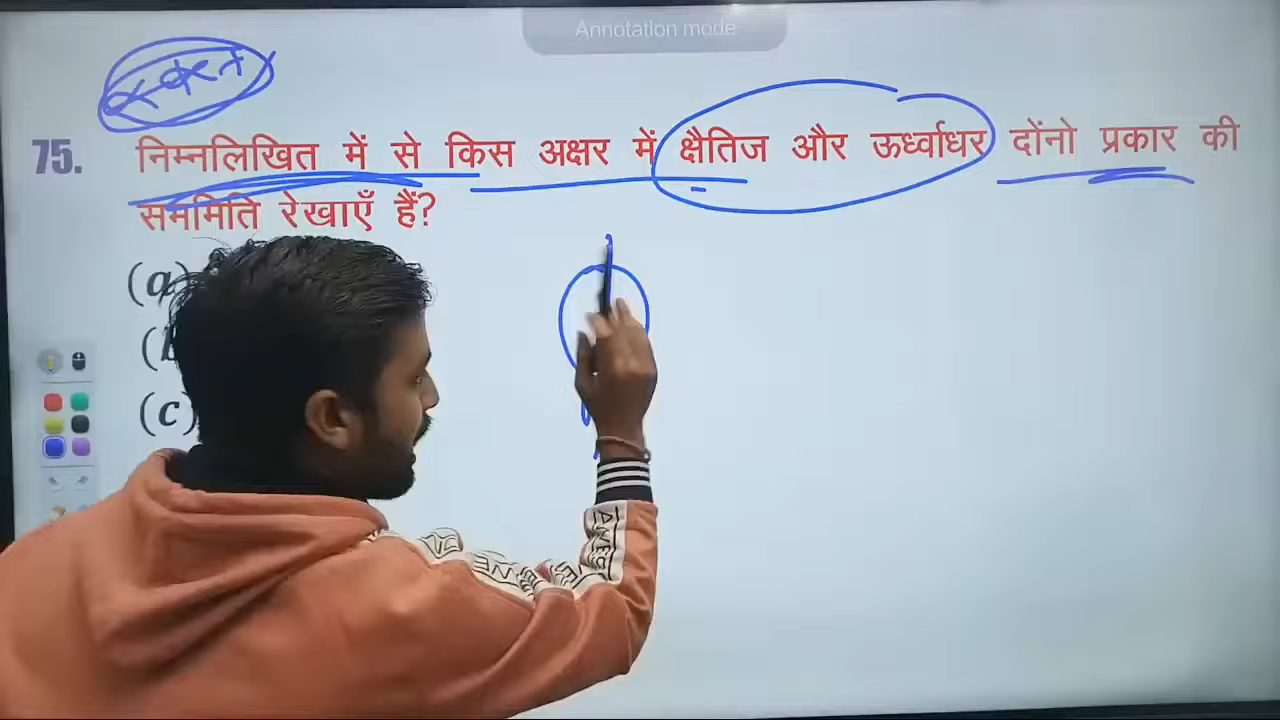 Annotation mode
75. निम्नलिखित में से किस अक्षर में क्षैतिज और ऊर्ध्वाधर दोंनो प्रकार की
सममिति रेखाएँ हैं?
(a)
(c)